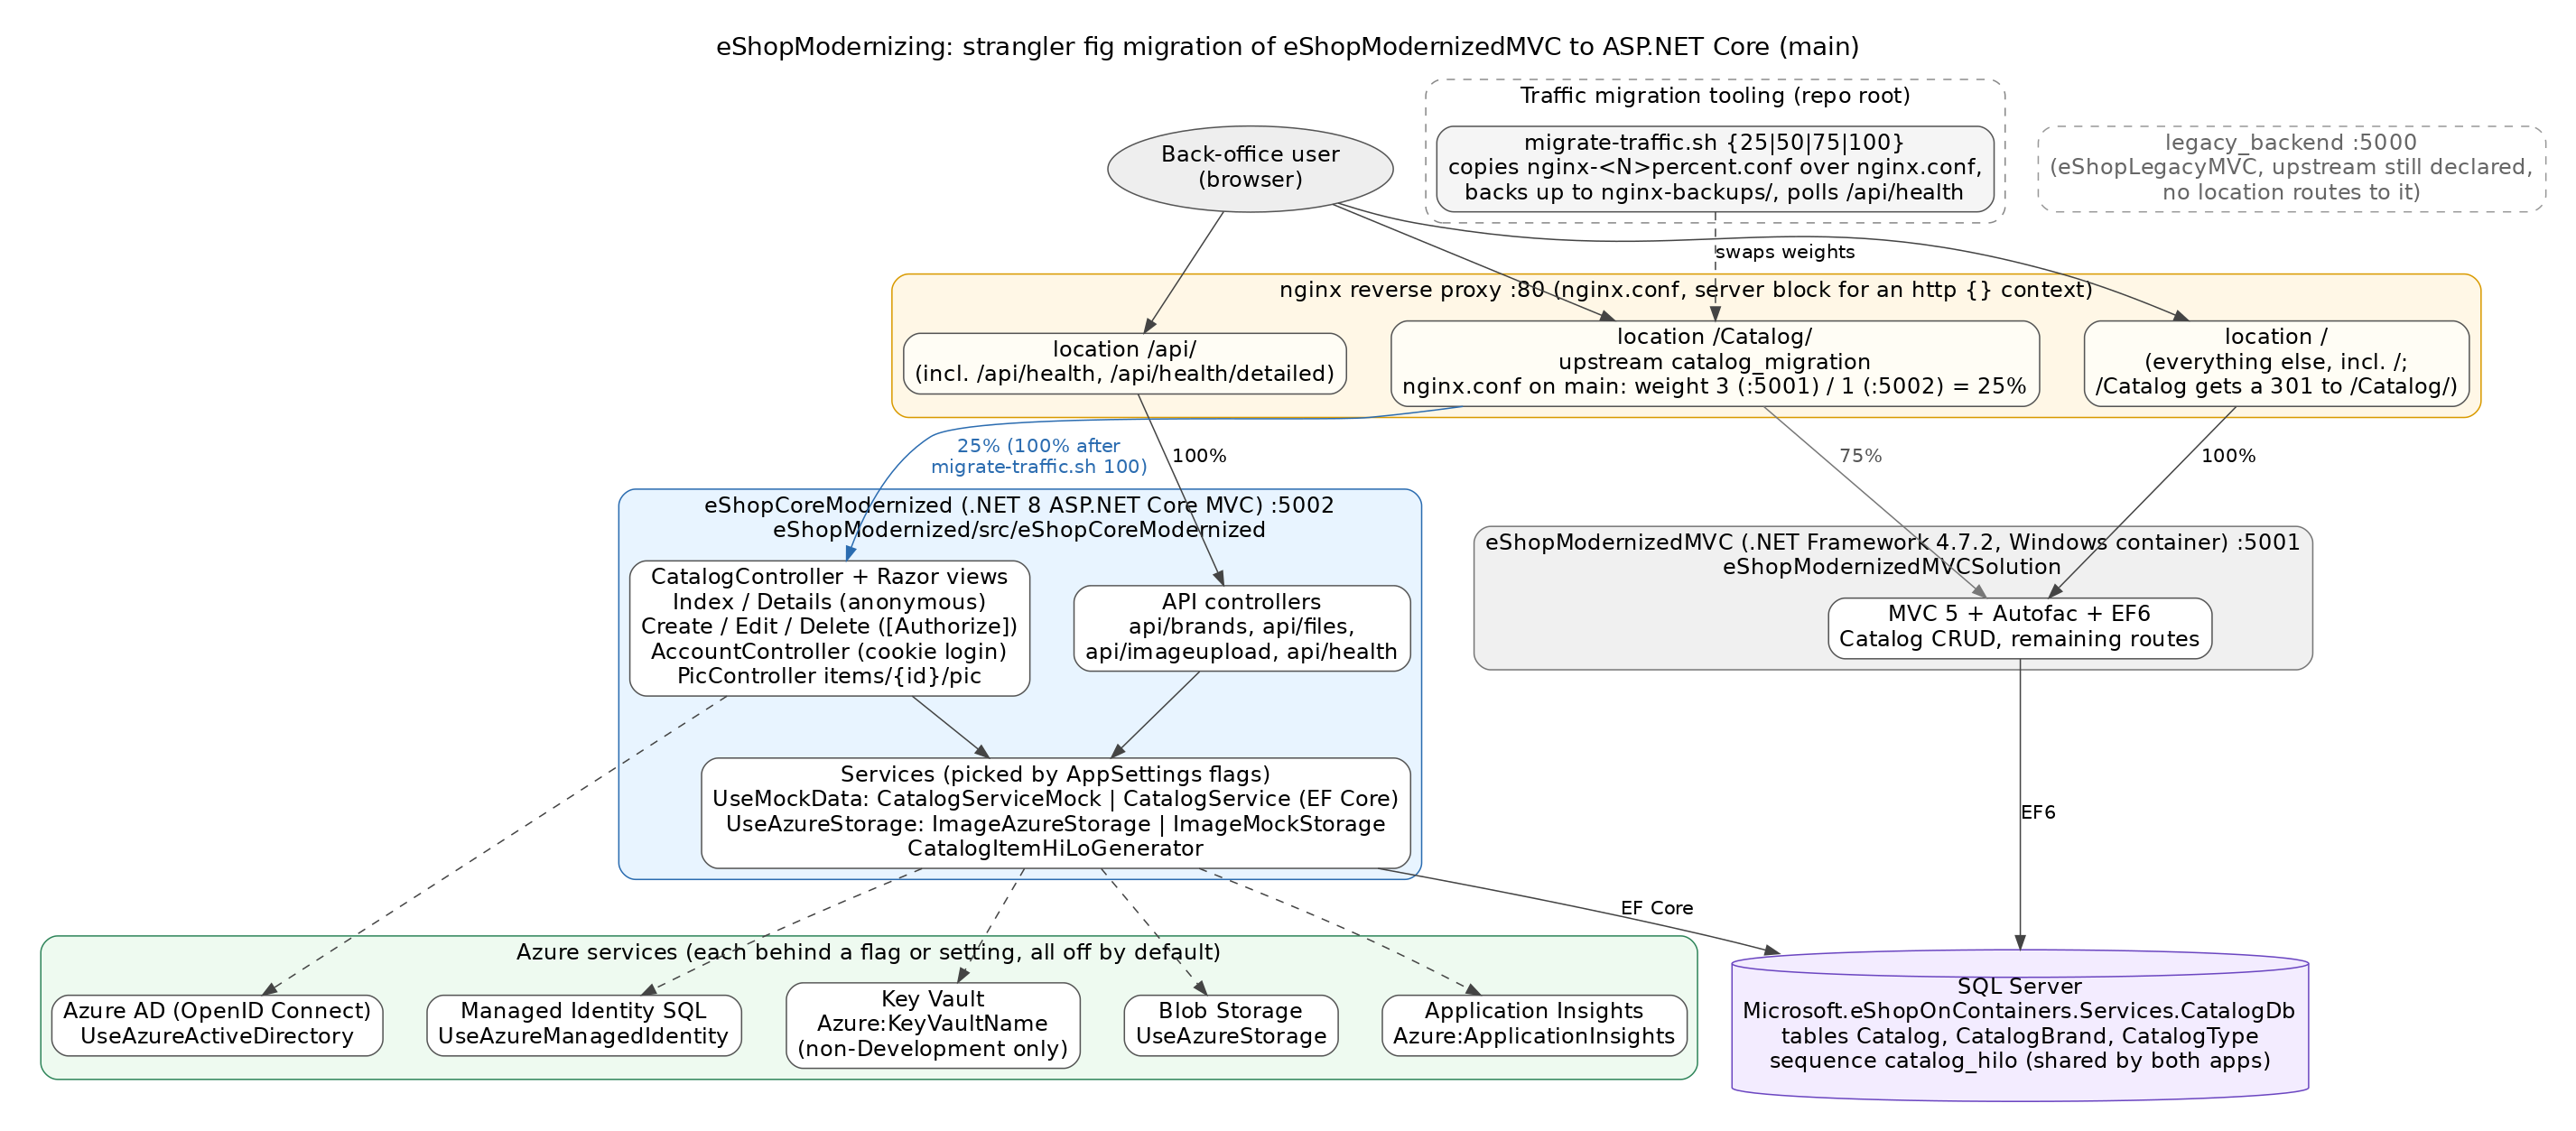 eShopModernizing: strangler fig migration of eShopModernizedMVC to ASP.NET Core (main)
Traffic migration tooling (repo root)
migrate-traffic.sh {25|50|75|100}
copies nginx-<N>percent.conf over nginx.conf,
backs up to nginx-backups/, polls /api/health
Back-office user
(browser)
legacy_backend :5000
(eShopLegacyMVC, upstream still declared,
no location routes to it)
swaps weights
nginx reverse proxy :80 (nginx.conf, server block for an http {} context)
location /api/
(incl. /api/health, /api/health/detailed)
location /Catalog/
upstream catalog_migration
nginx.conf on main: weight 3 (:5001) / 1 (:5002) = 25%
location /
(everything else, incl. /;
/Catalog gets a 301 to /Catalog/)
25% (100% after
migrate-traffic.sh 100)
100%
75%
100%
eShopCoreModernized (.NET 8 ASP.NET Core MVC) :5002
eShopModernized/src/eShopCoreModernized
CatalogController + Razor views
Index / Details (anonymous)
Create / Edit / Delete ([Authorize])
AccountController (cookie login)
PicController items/{id}/pic
API controllers
api/brands, api/files,
api/imageupload, api/health
eShopModernizedMVC (.NET Framework 4.7.2, Windows container) :5001
eShopModernizedMVCSolution
MVC 5 + Autofac + EF6
Catalog CRUD, remaining routes
Services (picked by AppSettings flags)
UseMockData: CatalogServiceMock | CatalogService (EF Core)
UseAzureStorage: ImageAzureStorage | ImageMockStorage
CatalogItemHiLoGenerator
EF6
EF Core
Azure services (each behind a flag or setting, all off by default)
Azure AD (OpenID Connect)
UseAzureActiveDirectory
Managed Identity SQL
UseAzureManagedIdentity
Key Vault
Azure:KeyVaultName
(non-Development only)
Blob Storage
UseAzureStorage
Application Insights
Azure:ApplicationInsights
SQL Server
Microsoft.eShopOnContainers.Services.CatalogDb
tables Catalog, CatalogBrand, CatalogType
sequence catalog_hilo (shared by both apps)